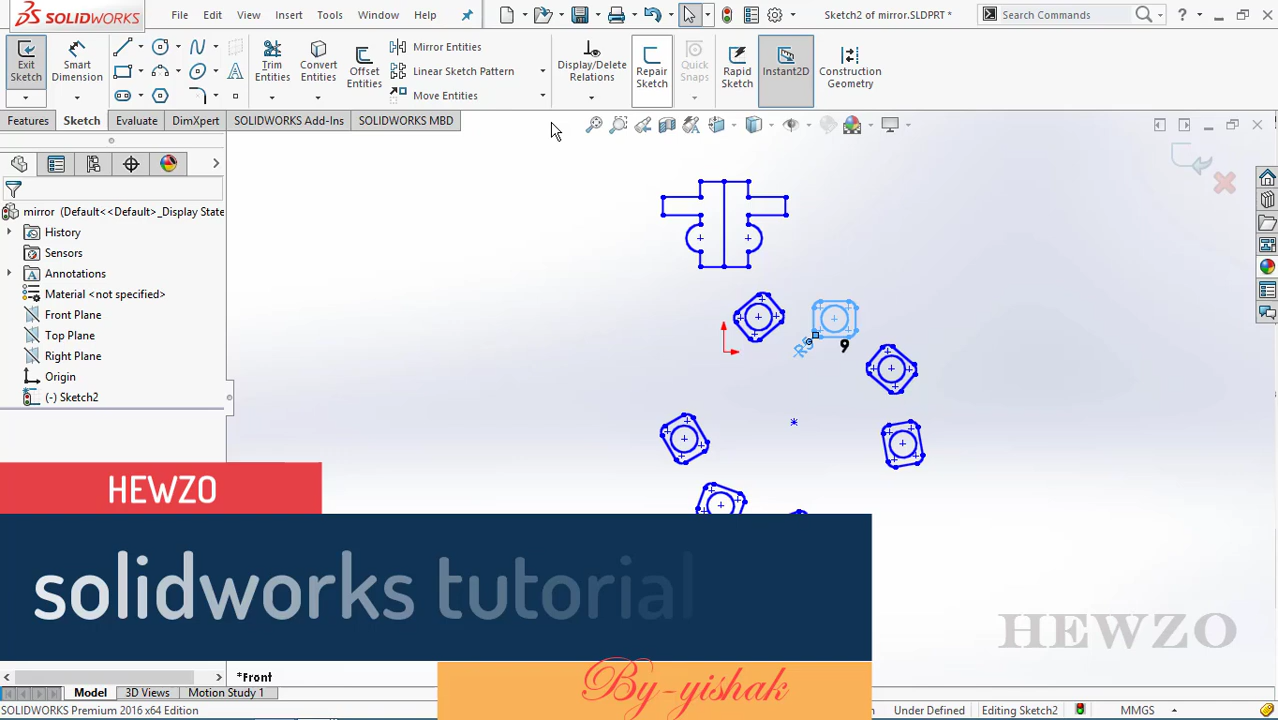 SOLIDWORKS
File
Edit
View
Insert
Tools
Window
Help
Sketch2 of mirror.SLDPRT *
Search Commands
?
Exit Sketch
Smart Dimension
Trim Entities
Convert Entities
Offset Entities
Mirror Entities
Linear Sketch Pattern
Move Entities
Display/Delete Relations
Repair Sketch
Quick Snaps
Rapid Sketch
Instant2D
Construction Geometry
Features
Sketch
Evaluate
DimXpert
SOLIDWORKS Add-Ins
SOLIDWORKS MBD
mirror (Default<<Default>_Display State
History
Sensors
Annotations
Material <not specified>
Front Plane
Top Plane
Right Plane
Origin
(-) Sketch2
R5
9
HEWZO
solidworks tutorial
By-yishak
HEWZO
*Front
Model
3D Views
Motion Study 1
SOLIDWORKS Premium 2016 x64 Edition
Under Defined
Editing Sketch2
MMGS